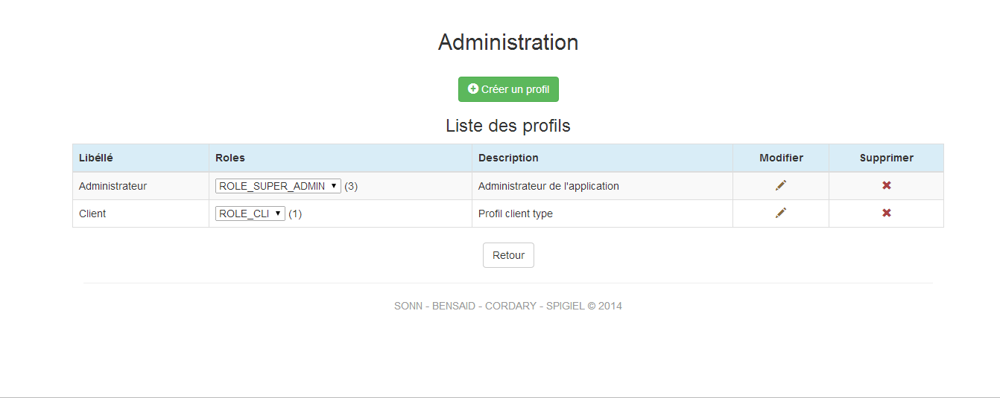 Administration
Créer un profil
Liste des profils
Libéllé Roles Description Modifier Supprimer
Administrateur ROLE_SUPER_ADMIN (3) Administrateur de l'application
Client ROLE_CLI (1) Profil client type
Retour
SONN - BENSAID - CORDARY - SPIGIEL © 2014